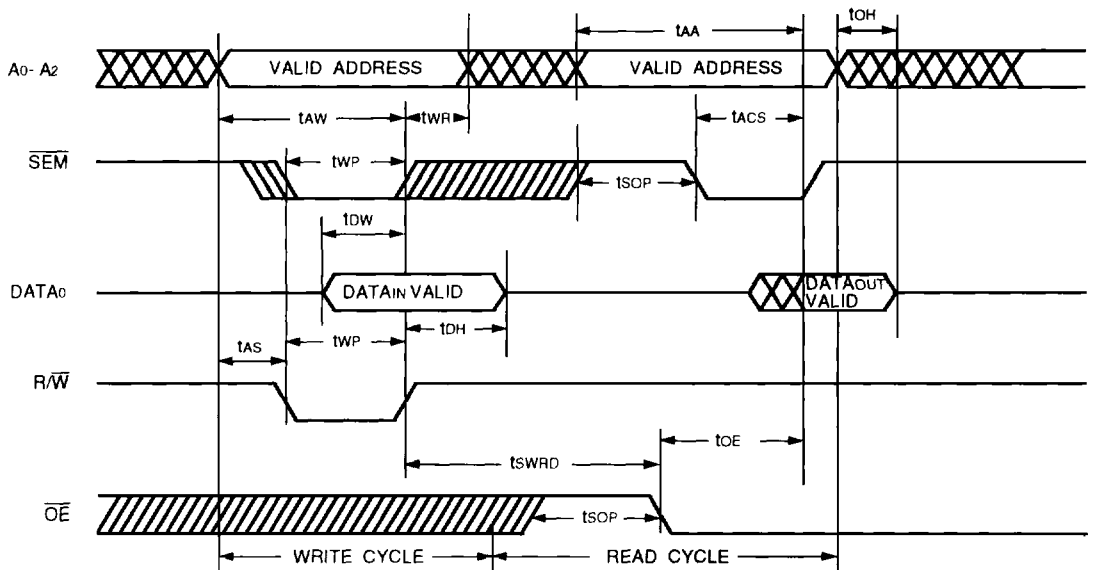 tAA
tOH
A0- A2
VALID ADDRESS
VALID ADDRESS
tAW
tWR
tACS
SEM
tWP
tSOP
tDW
DATA0
DATAIN VALID
DATAOUT
VALID
tDH
tAS
tWP
R/W
tOE
tSWRD
OE
tSOP
WRITE CYCLE
READ CYCLE